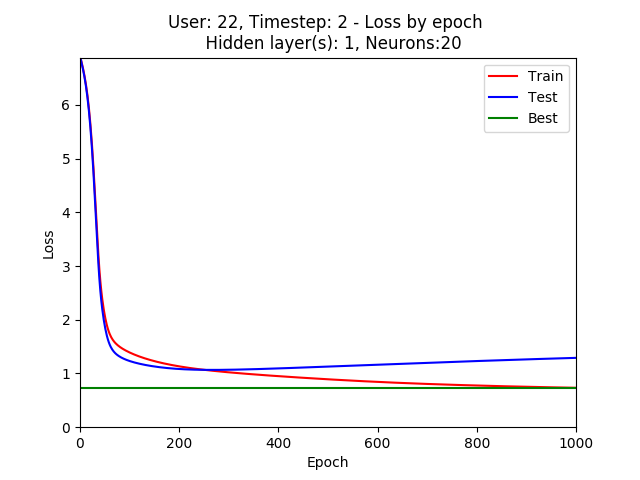 User: 22, Timestep: 2 - Loss by epoch
Hidden layer(s): 1, Neurons:20
Train
Test
Best
6
5
4
3
2
1
0
Loss
0 200 400 600 800 1000
Epoch